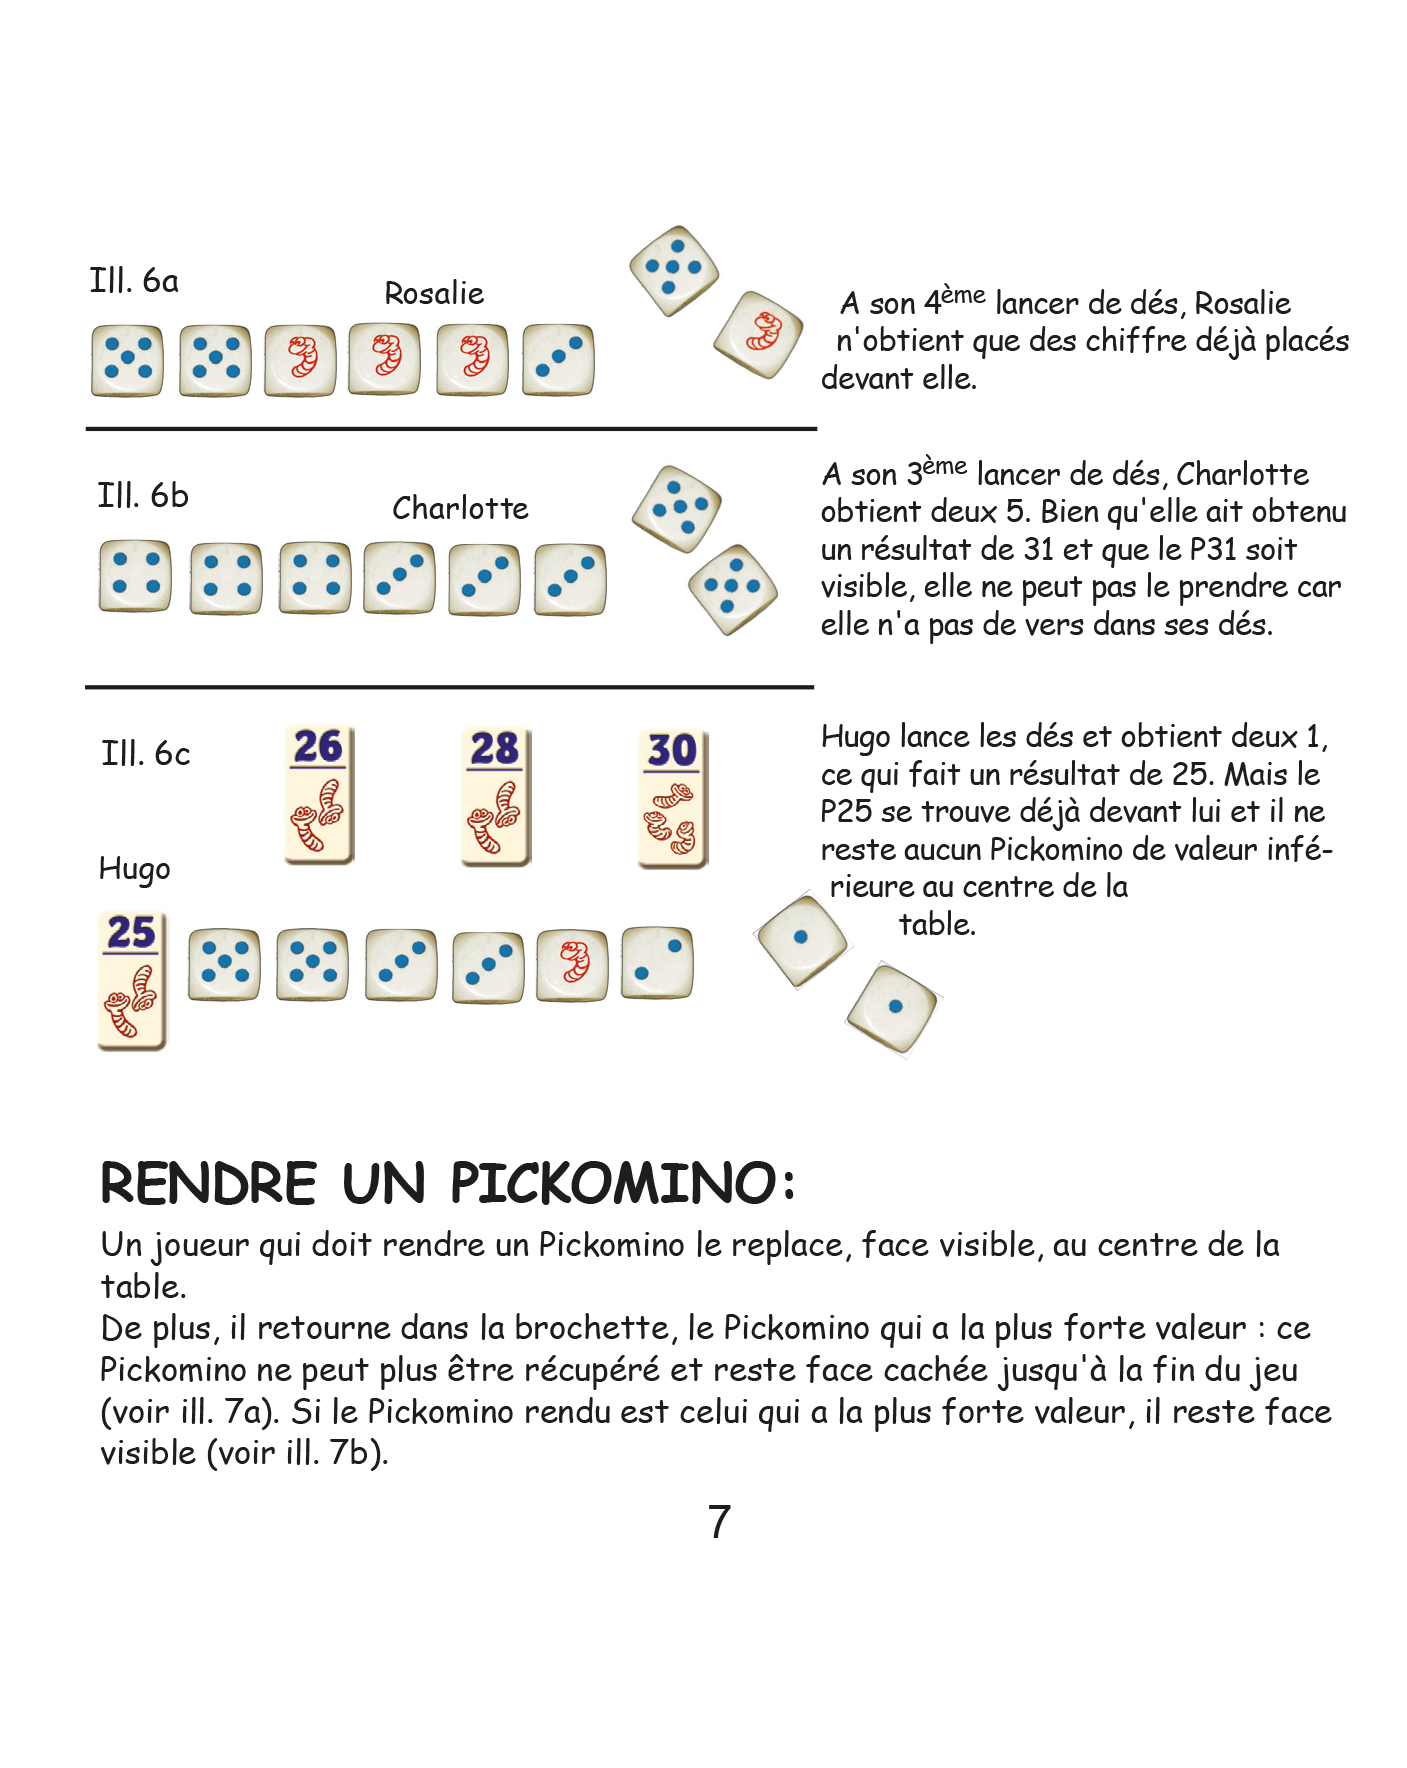 Ill. 6a
Rosalie
A son 4ème lancer de dés, Rosalie
n'obtient que des chiffre déjà placés
devant elle.
Ill. 6b
Charlotte
A son 3ème lancer de dés, Charlotte
obtient deux 5. Bien qu'elle ait obtenu
un résultat de 31 et que le P31 soit
visible, elle ne peut pas le prendre car
elle n'a pas de vers dans ses dés.
Ill. 6c
26
28
30
Hugo
25
Hugo lance les dés et obtient deux 1,
ce qui fait un résultat de 25. Mais le
P25 se trouve déjà devant lui et il ne
reste aucun Pickomino de valeur infé-
rieure au centre de la
table.
RENDRE UN PICKOMINO:
Un joueur qui doit rendre un Pickomino le replace, face visible, au centre de la
table.
De plus, il retourne dans la brochette, le Pickomino qui a la plus forte valeur : ce
Pickomino ne peut plus être récupéré et reste face cachée jusqu'à la fin du jeu
(voir ill. 7a). Si le Pickomino rendu est celui qui a la plus forte valeur, il reste face
visible (voir ill. 7b).
7